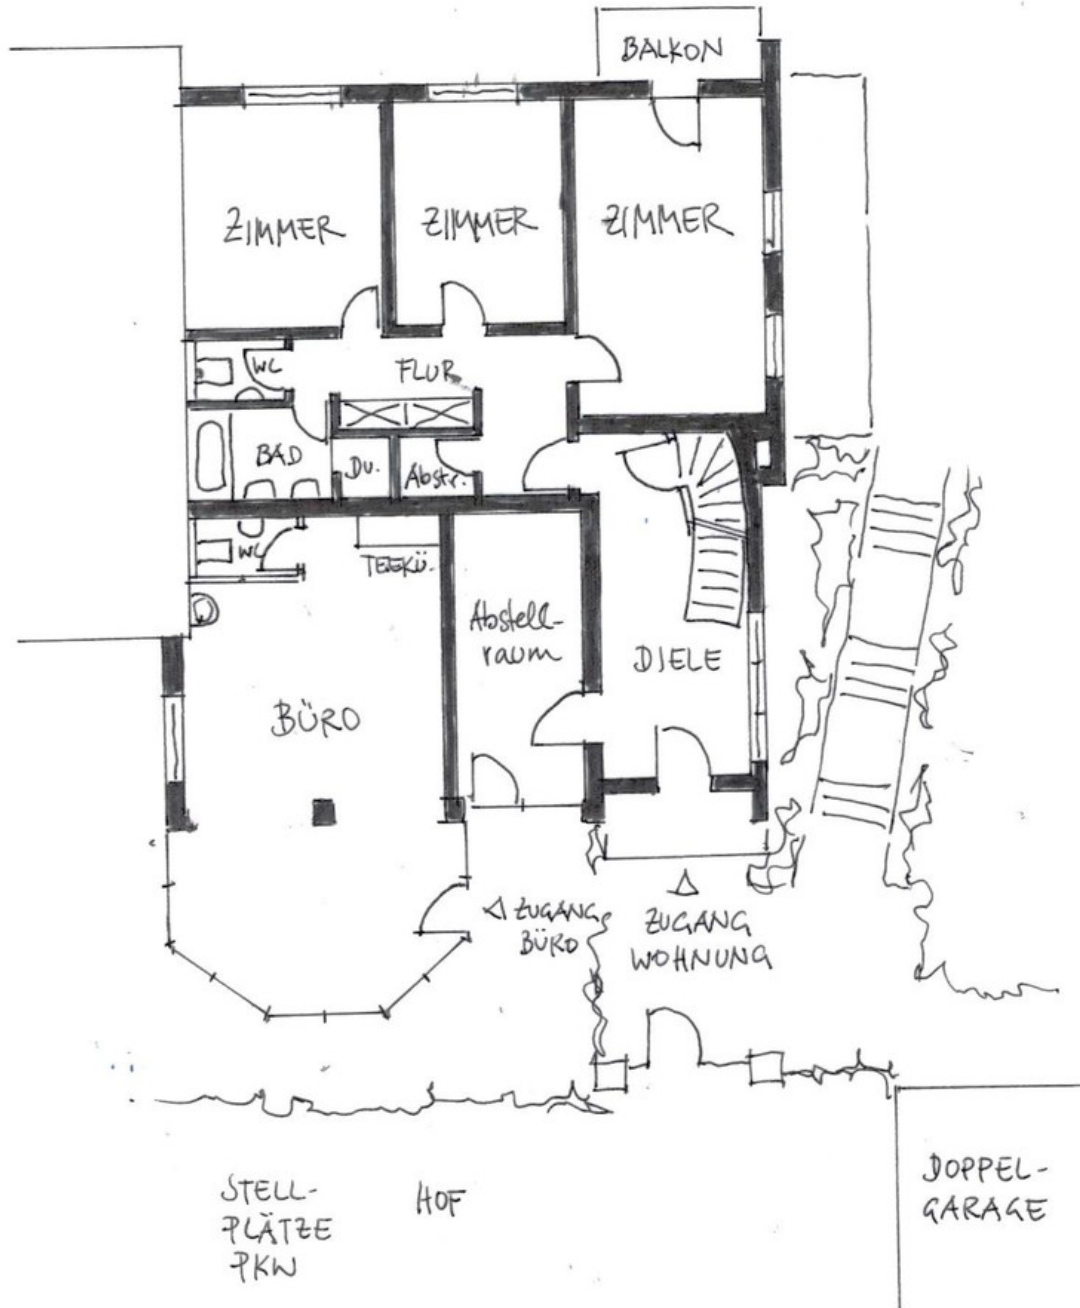 BALKON
ZIMMER
ZIMMER
ZIMMER
WC
FLUR
BAD
Du.
Abstr.
WC
TEEKÜ.
Abstell-
raum
DIELE
BÜRO
ZUGANG
BÜRO
ZUGANG
WOHNUNG
STELL-
PLÄTZE
PKW
HOF
DOPPEL-
GARAGE